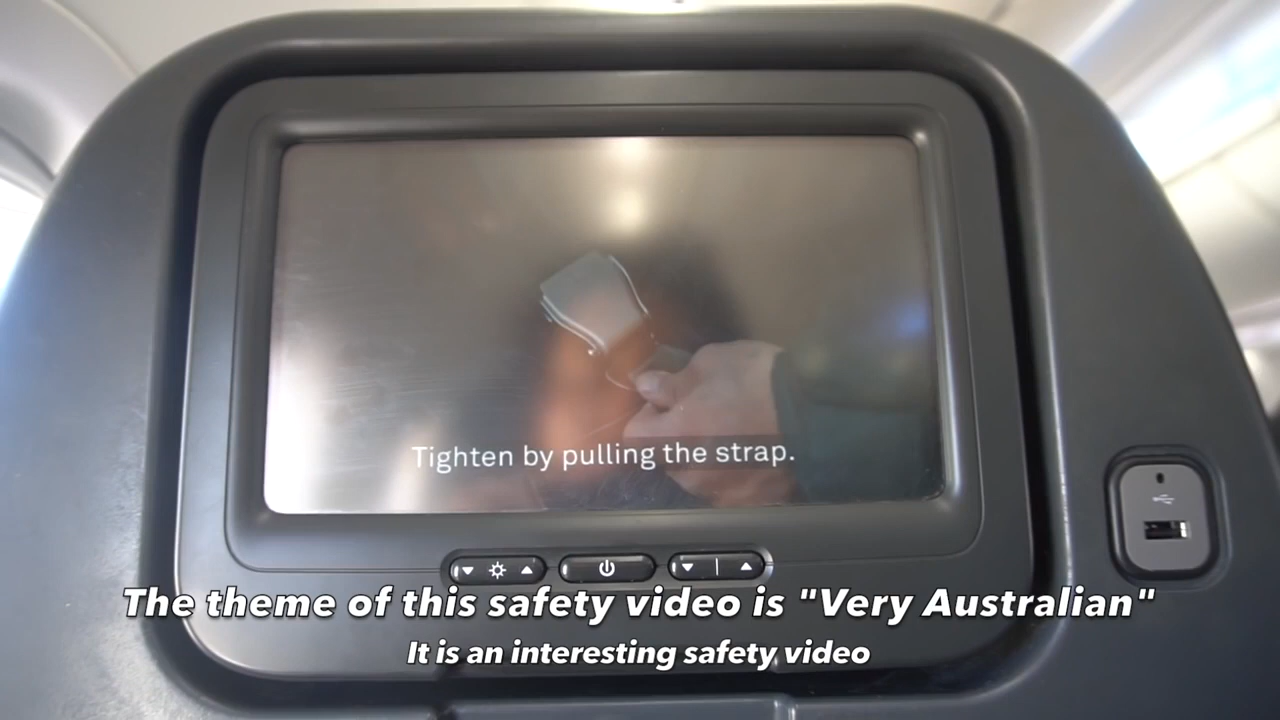 Tighten by pulling the strap.
The theme of this safety video is "Very Australian"
It is an interesting safety video